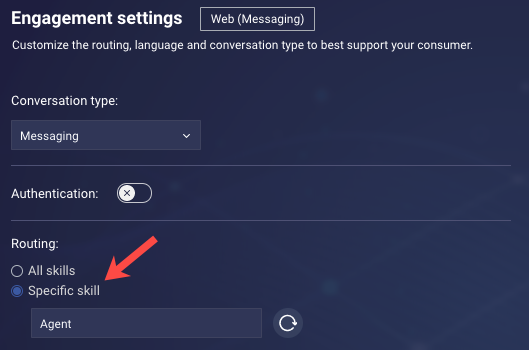 Engagement settings Web (Messaging)
Customize the routing, language and conversation type to best support your consumer.
Conversation type:
Messaging
Authentication:
Routing:
All skills
Specific skill
Agent